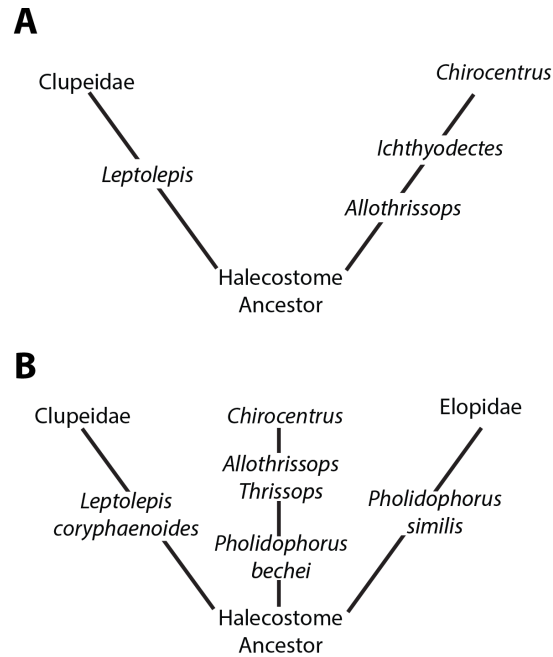 A
Clupeidae
Chirocentrus
Ichthyodectes
Leptolepis
Allothrissops
Halecostome
Ancestor
B
Clupeidae
Chirocentrus
Elopidae
Allothrissops
Thrissops
Leptolepis
coryphaenoides
Pholidophorus
similis
Pholidophorus
bechei
Halecostome
Ancestor